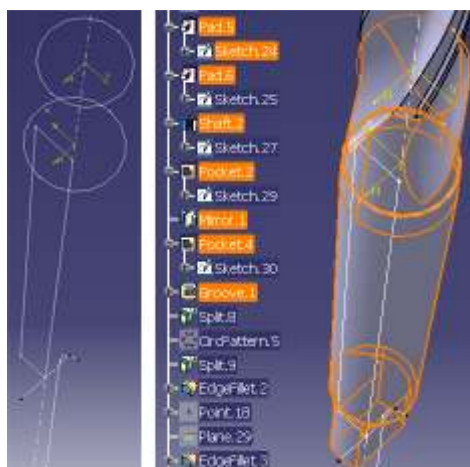 Pad.5
Sketch.24
Pad.6
Sketch.25
Shaft.2
Sketch.27
Pocket.2
Sketch.29
Mirror.1
Pocket.4
Sketch.30
Groove.1
Split.8
CircPattern.5
Split.9
EdgeFillet.2
Point.18
Plane.29
EdgeFillet.3